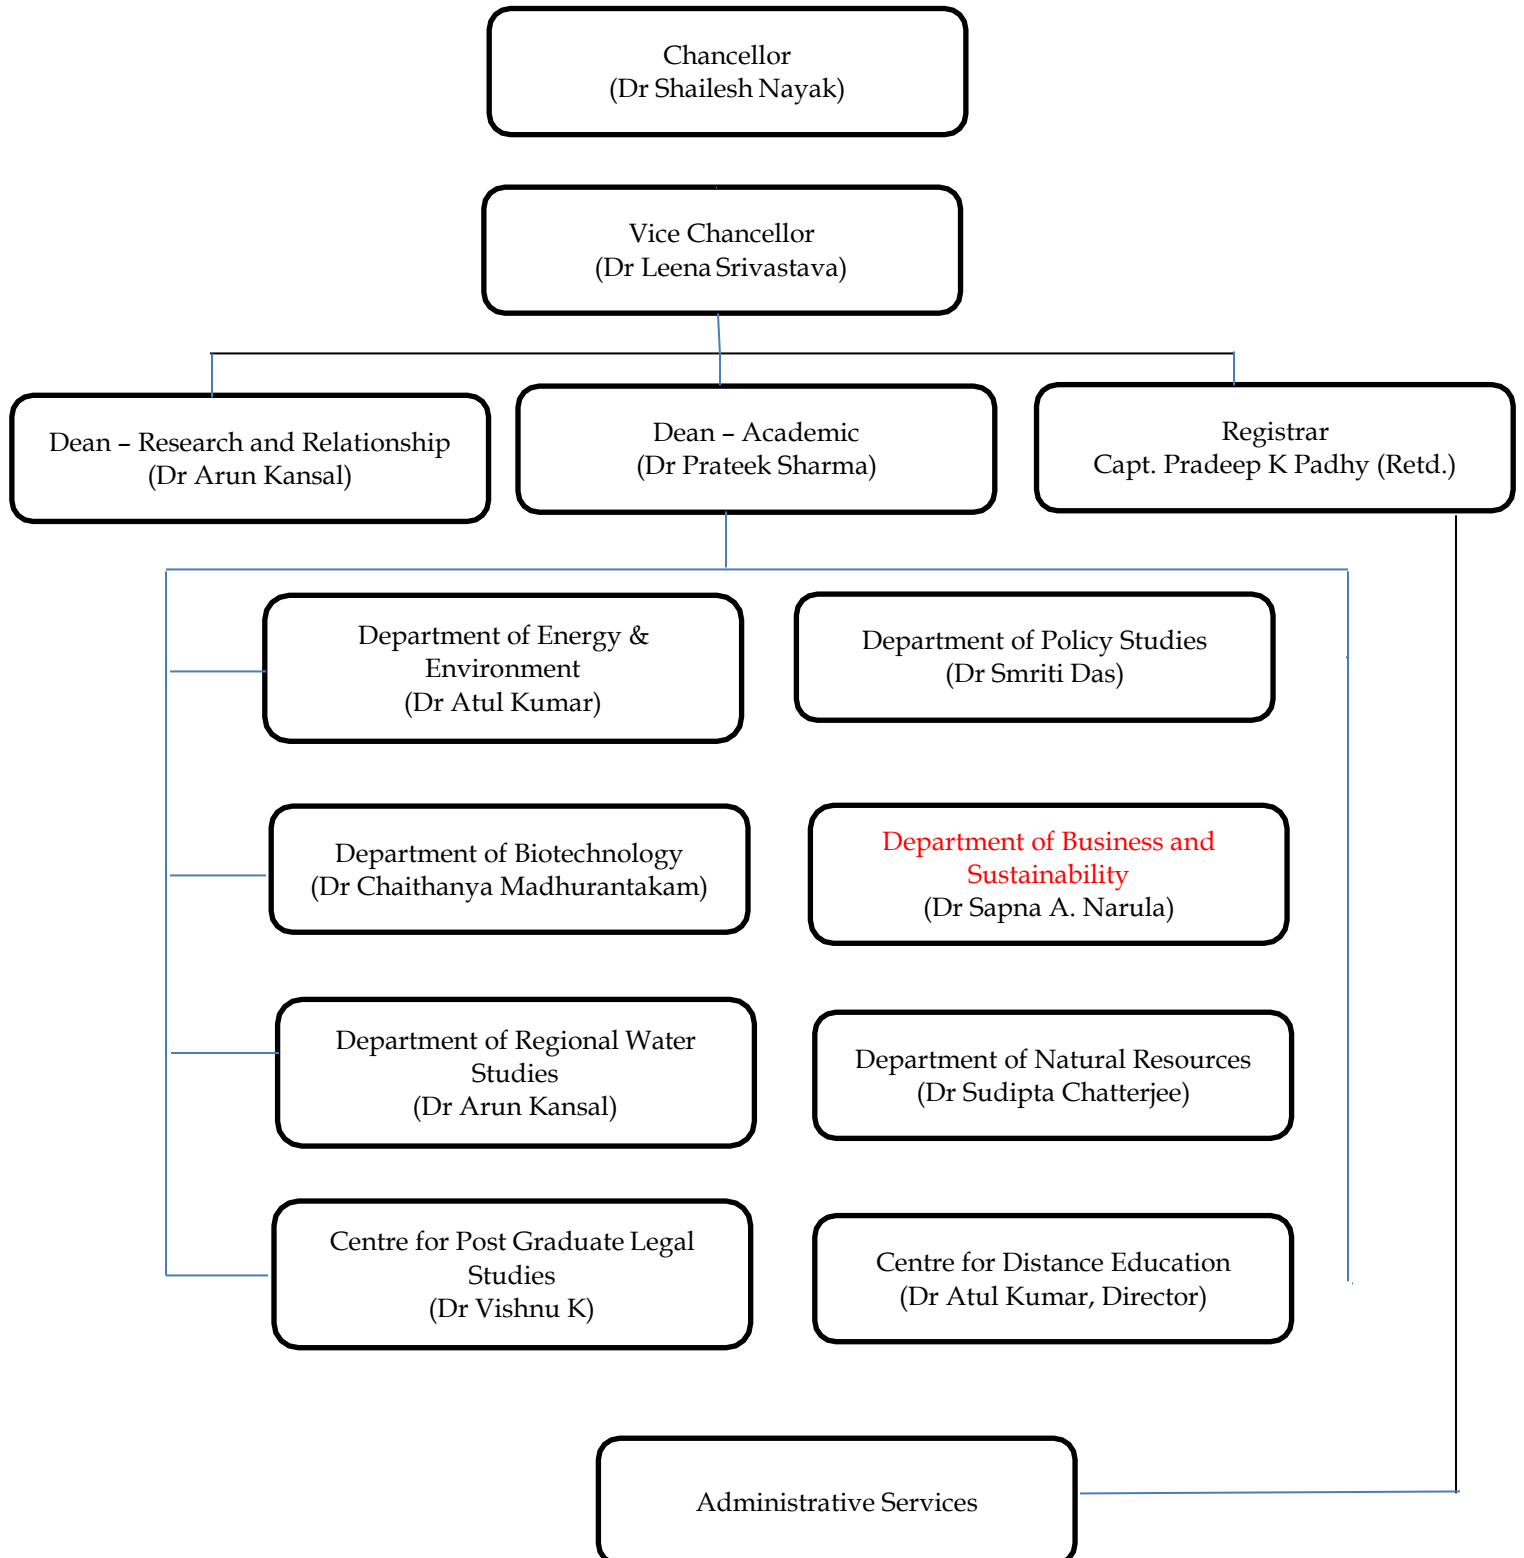 Chancellor
(Dr Shailesh Nayak)
Vice Chancellor
(Dr Leena Srivastava)
Dean – Research and Relationship
(Dr Arun Kansal)
Dean – Academic
(Dr Prateek Sharma)
Registrar
Capt. Pradeep K Padhy (Retd.)
Department of Energy &
Environment
(Dr Atul Kumar)
Department of Policy Studies
(Dr Smriti Das)
Department of Biotechnology
(Dr Chaithanya Madhurantakam)
Department of Business and
Sustainability
(Dr Sapna A. Narula)
Department of Regional Water
Studies
(Dr Arun Kansal)
Department of Natural Resources
(Dr Sudipta Chatterjee)
Centre for Post Graduate Legal
Studies
(Dr Vishnu K)
Centre for Distance Education
(Dr Atul Kumar, Director)
Administrative Services